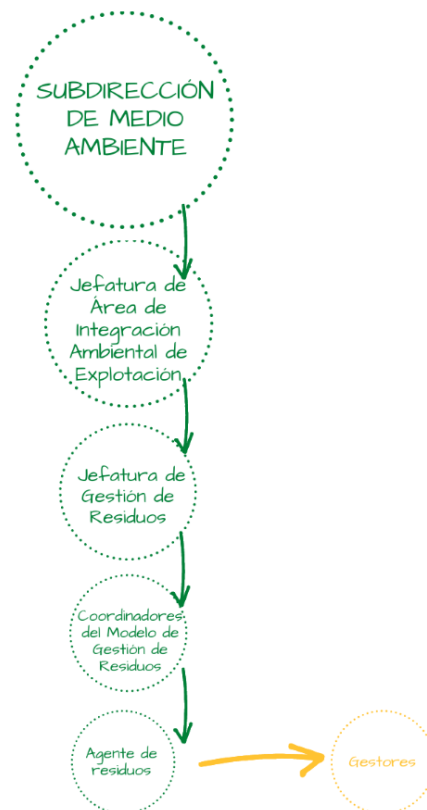 SUBDIRECCIÓN
DE MEDIO
AMBIENTE
Jefatura de
Área de
Integración
Ambiental de
Explotación
Jefatura de
Gestión de
Residuos
Coordinadores
del Modelo de
Gestión de
Residuos
Agente de
residuos
Gestores